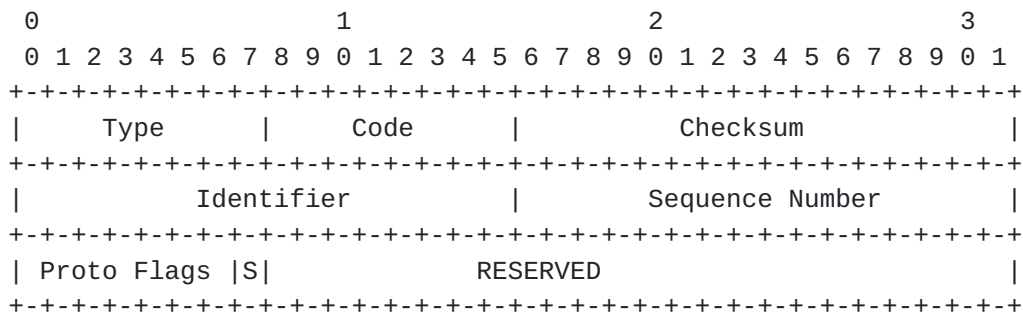 0                   1                   2                   3
 0 1 2 3 4 5 6 7 8 9 0 1 2 3 4 5 6 7 8 9 0 1 2 3 4 5 6 7 8 9 0 1
+-+-+-+-+-+-+-+-+-+-+-+-+-+-+-+-+-+-+-+-+-+-+-+-+-+-+-+-+-+-+-+-+
|     Type      |     Code      |          Checksum             |
+-+-+-+-+-+-+-+-+-+-+-+-+-+-+-+-+-+-+-+-+-+-+-+-+-+-+-+-+-+-+-+-+
|           Identifier          |        Sequence Number        |
+-+-+-+-+-+-+-+-+-+-+-+-+-+-+-+-+-+-+-+-+-+-+-+-+-+-+-+-+-+-+-+-+
| Proto Flags |S|             RESERVED                          |
+-+-+-+-+-+-+-+-+-+-+-+-+-+-+-+-+-+-+-+-+-+-+-+-+-+-+-+-+-+-+-+-+